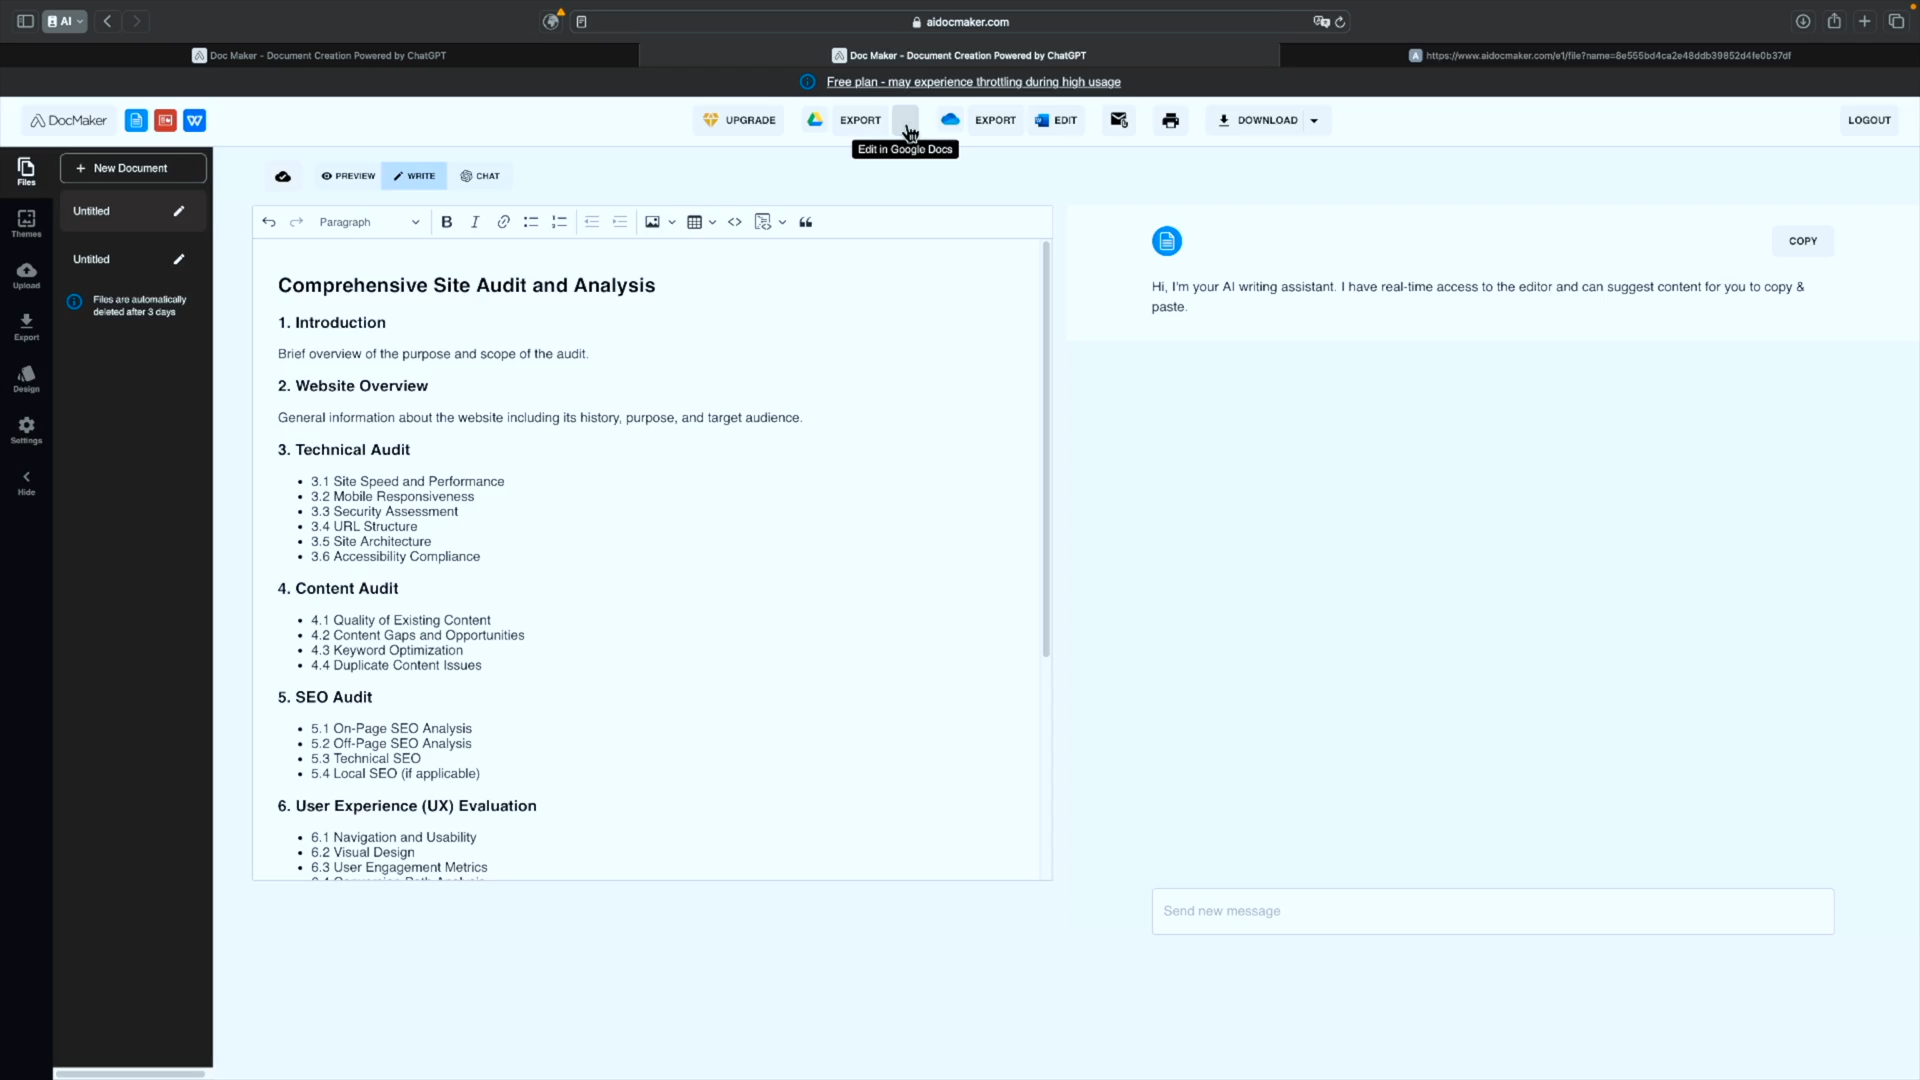 AI
aidocmaker.com
Doc Maker - Document Creation Powered by ChatGPT
Doc Maker - Document Creation Powered by ChatGPT
A https://www.aidocmaker.com/e1/file?name=8e555bd4ca2e48ddb39852d4fe0b37df
Free plan - may experience throttling during high usage
DocMaker
W
UPGRADE
EXPORT
EXPORT
EDIT
DOWNLOAD
LOGOUT
Edit in Google Docs
Files
Themes
Upload
Export
Design
Settings
Hide
+ New Document
Untitled
Untitled
Files are automatically
deleted after 3 days
PREVIEW
WRITE
CHAT
Paragraph
B I
Comprehensive Site Audit and Analysis
1. Introduction
Brief overview of the purpose and scope of the audit.
2. Website Overview
General information about the website including its history, purpose, and target audience.
3. Technical Audit
• 3.1 Site Speed and Performance
• 3.2 Mobile Responsiveness
• 3.3 Security Assessment
• 3.4 URL Structure
• 3.5 Site Architecture
• 3.6 Accessibility Compliance
4. Content Audit
• 4.1 Quality of Existing Content
• 4.2 Content Gaps and Opportunities
• 4.3 Keyword Optimization
• 4.4 Duplicate Content Issues
5. SEO Audit
• 5.1 On-Page SEO Analysis
• 5.2 Off-Page SEO Analysis
• 5.3 Technical SEO
• 5.4 Local SEO (if applicable)
6. User Experience (UX) Evaluation
• 6.1 Navigation and Usability
• 6.2 Visual Design
• 6.3 User Engagement Metrics
COPY
Hi, I'm your AI writing assistant. I have real-time access to the editor and can suggest content for you to copy &
paste.
Send new message